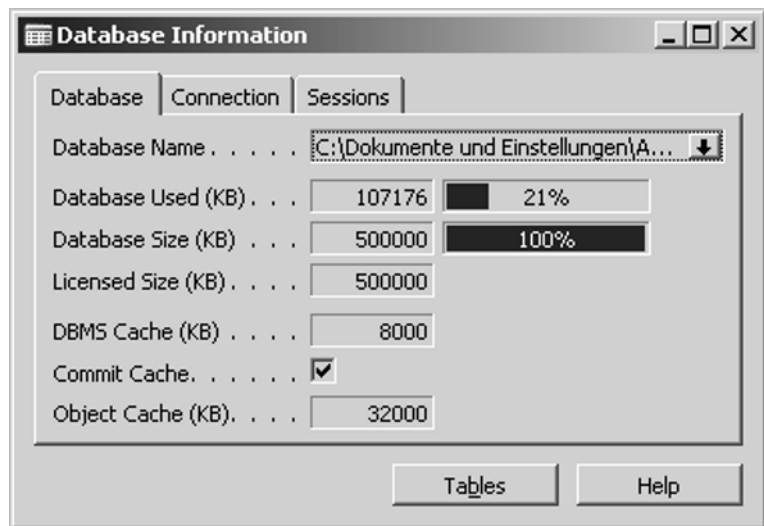 Database Information
Database Connection Sessions
Database Name . . . . . C:\Dokumente und Einstellungen\A...
Database Used (KB) . . . 107176 21%
Database Size (KB) . . . 500000 100%
Licensed Size (KB) . . . . 500000
DBMS Cache (KB) . . . . 8000
Commit Cache. . . . . .
Object Cache (KB). . . . 32000
Tables Help